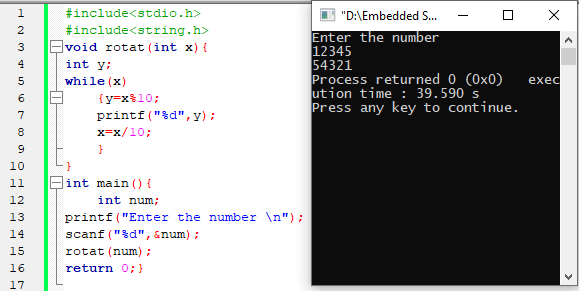 1 #include<stdio.h>
2 #include<string.h>
3 void rotat(int x){
4 int y;
5 while(x)
6 {y=x%10;
7 printf("%d",y);
8 x=x/10;
9 }
10 }
11 int main(){
12 int num;
13 printf("Enter the number \n");
14 scanf("%d",&num);
15 rotat(num);
16 return 0;}
17
"D:\Embedded S...
Enter the number
12345
54321
Process returned 0 (0x0)   exec
ution time : 39.590 s
Press any key to continue.